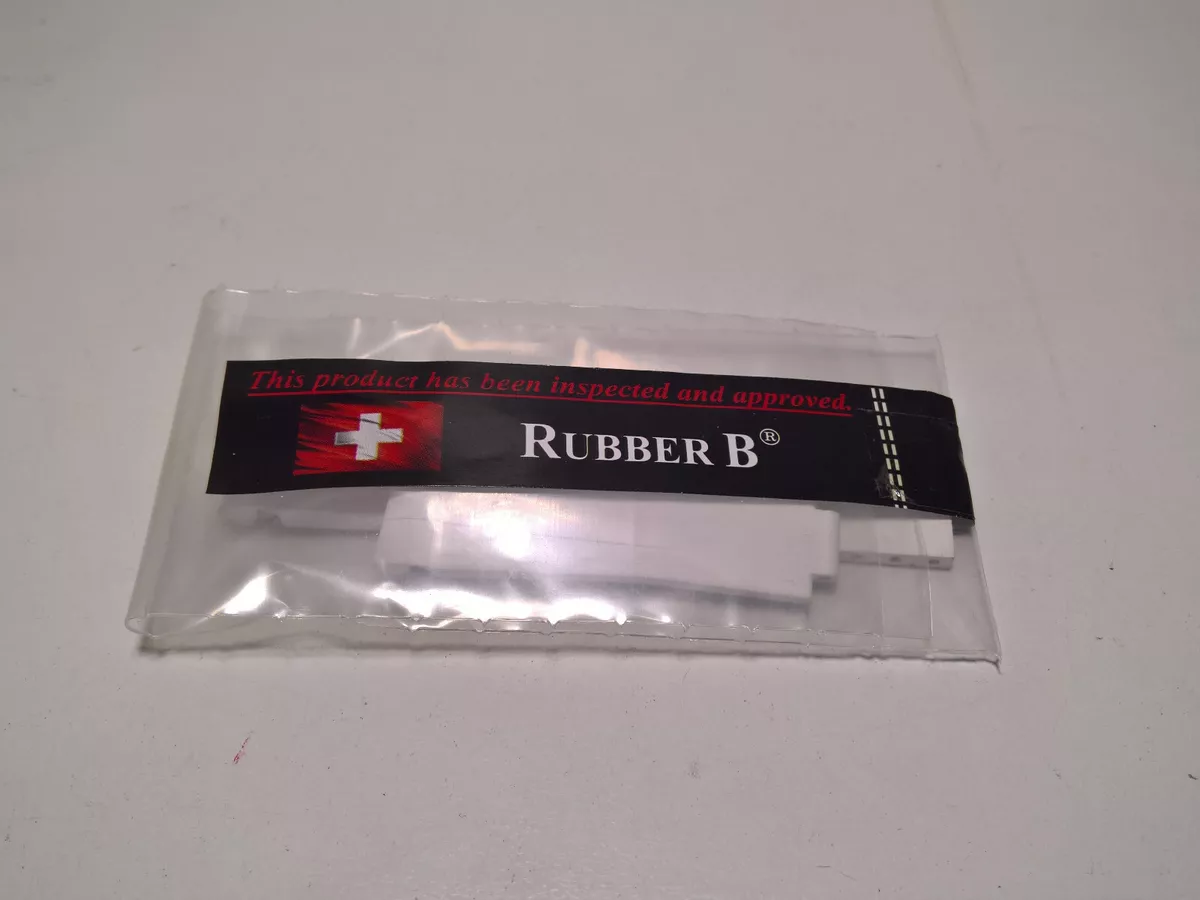 This product has been inspected and approved.
RUBBER B®